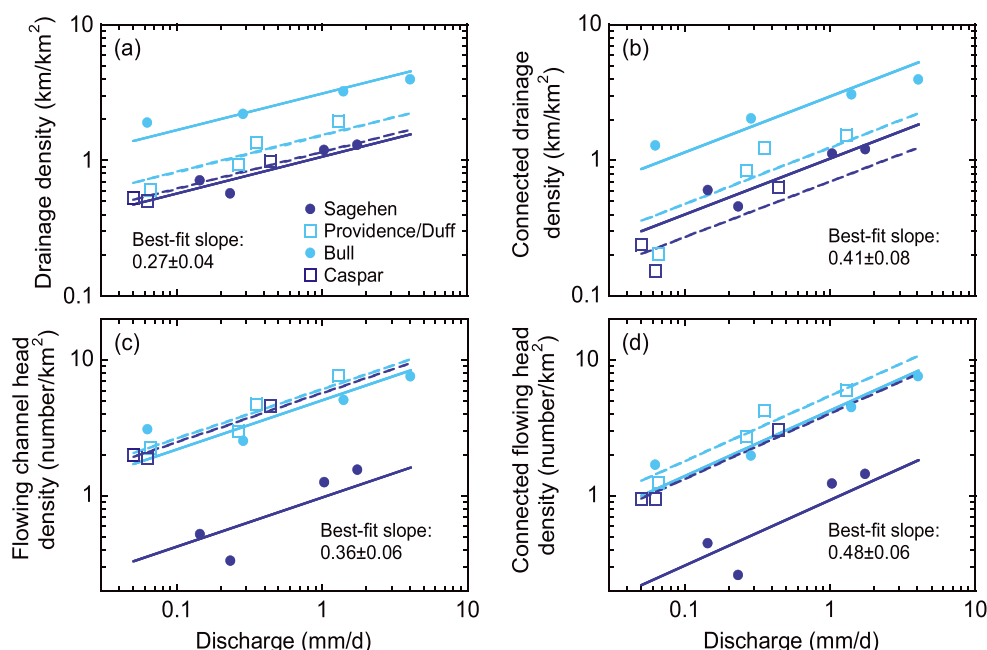 (a)
Drainage density (km/km²)
10
1
0.1
Sagehen
Providence/Duff
Bull
Caspar
Best-fit slope:
0.27±0.04
(b)
Connected drainage
density (km/km²)
10
1
0.1
Best-fit slope:
0.41±0.08
(c)
Flowing channel head
density (number/km²)
10
1
Best-fit slope:
0.36±0.06
0.1
1
10
Discharge (mm/d)
(d)
Connected flowing head
density (number/km²)
10
1
Best-fit slope:
0.48±0.06
0.1
1
10
Discharge (mm/d)